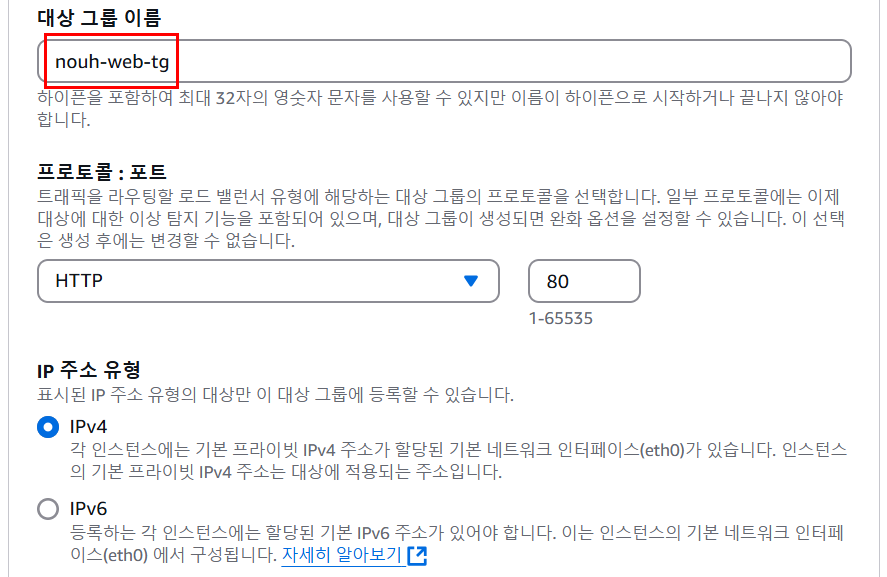 대상 그룹 이름
nouh-web-tg
하이픈을 포함하여 최대 32자의 영숫자 문자를 사용할 수 있지만 이름이 하이픈으로 시작하거나 끝나지 않아야
합니다.
프로토콜 : 포트
트래픽을 라우팅할 로드 밸런서 유형에 해당하는 대상 그룹의 프로토콜을 선택합니다. 일부 프로토콜에는 이제
대상에 대한 이상 탐지 기능을 포함되어 있으며, 대상 그룹이 생성되면 완화 옵션을 설정할 수 있습니다. 이 선택
은 생성 후에는 변경할 수 없습니다.
HTTP 80
1-65535
IP 주소 유형
표시된 IP 주소 유형의 대상만 이 대상 그룹에 등록할 수 있습니다.
IPv4
각 인스턴스에는 기본 프라이빗 IPv4 주소가 할당된 기본 네트워크 인터페이스(eth0)가 있습니다. 인스턴스
의 기본 프라이빗 IPv4 주소는 대상에 적용되는 주소입니다.
IPv6
등록하는 각 인스턴스에는 할당된 기본 IPv6 주소가 있어야 합니다. 이는 인스턴스의 기본 네트워크 인터페
이스(eth0) 에서 구성됩니다. 자세히 알아보기